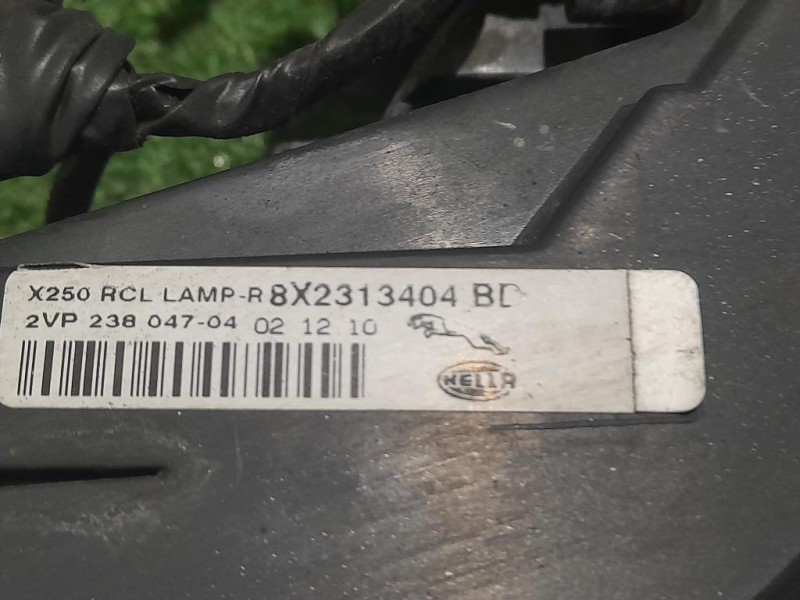 X250 RCL LAMP-R 8X2313404 BD
2VP 238 047-04 02 12 10
HELLA